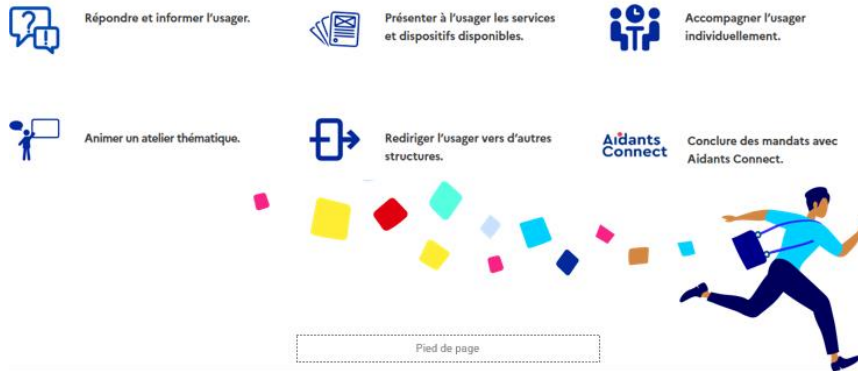 Répondre et informer l'usager.
Présenter à l'usager les services
et dispositifs disponibles.
Accompagner l'usager
individuellement.
Animer un atelier thématique.
Rediriger l'usager vers d'autres
structures.
Aidants
Connect
Conclure des mandats avec
Aidants Connect.
Pied de page